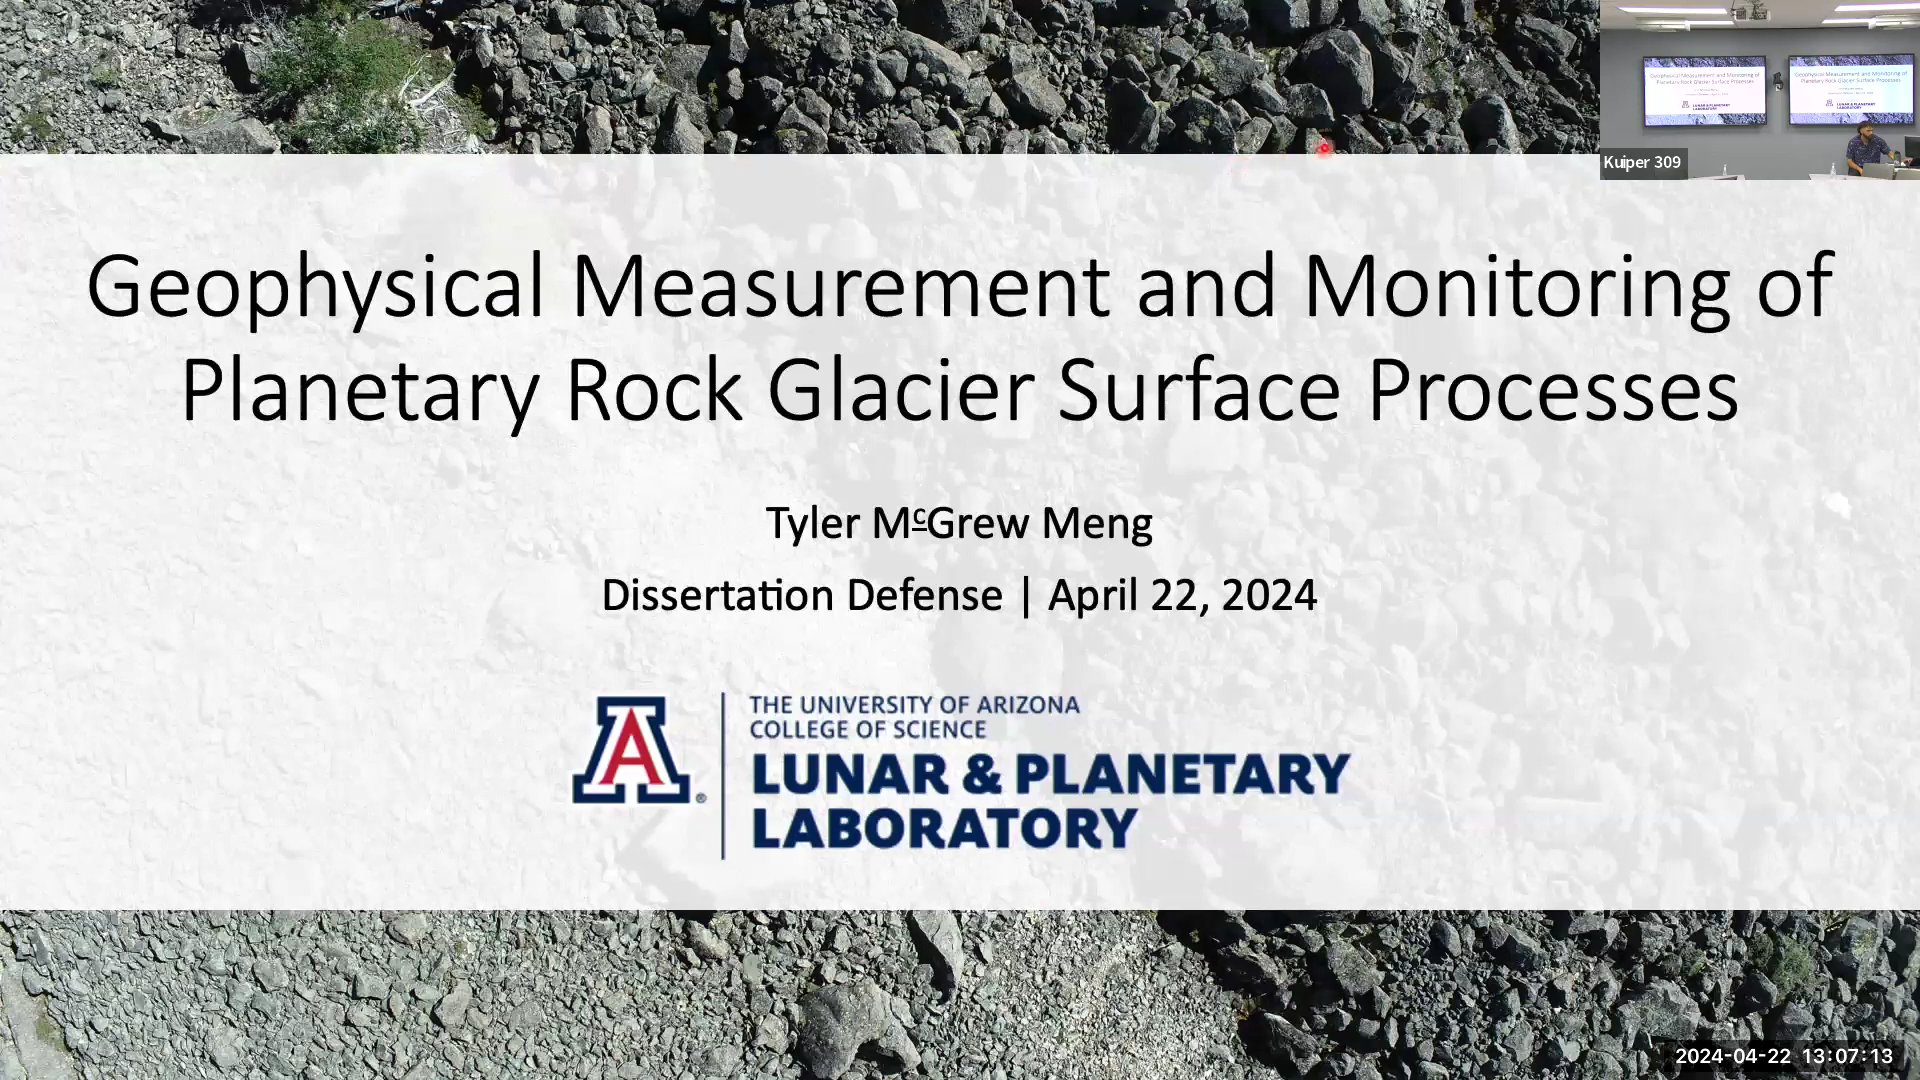 Kuiper 309
Geophysical Measurement and Monitoring of
Planetary Rock Glacier Surface Processes
Tyler McGrew Meng
Dissertation Defense | April 22, 2024
A®
THE UNIVERSITY OF ARIZONA
COLLEGE OF SCIENCE
LUNAR & PLANETARY
LABORATORY
2024-04-22 13:07:13